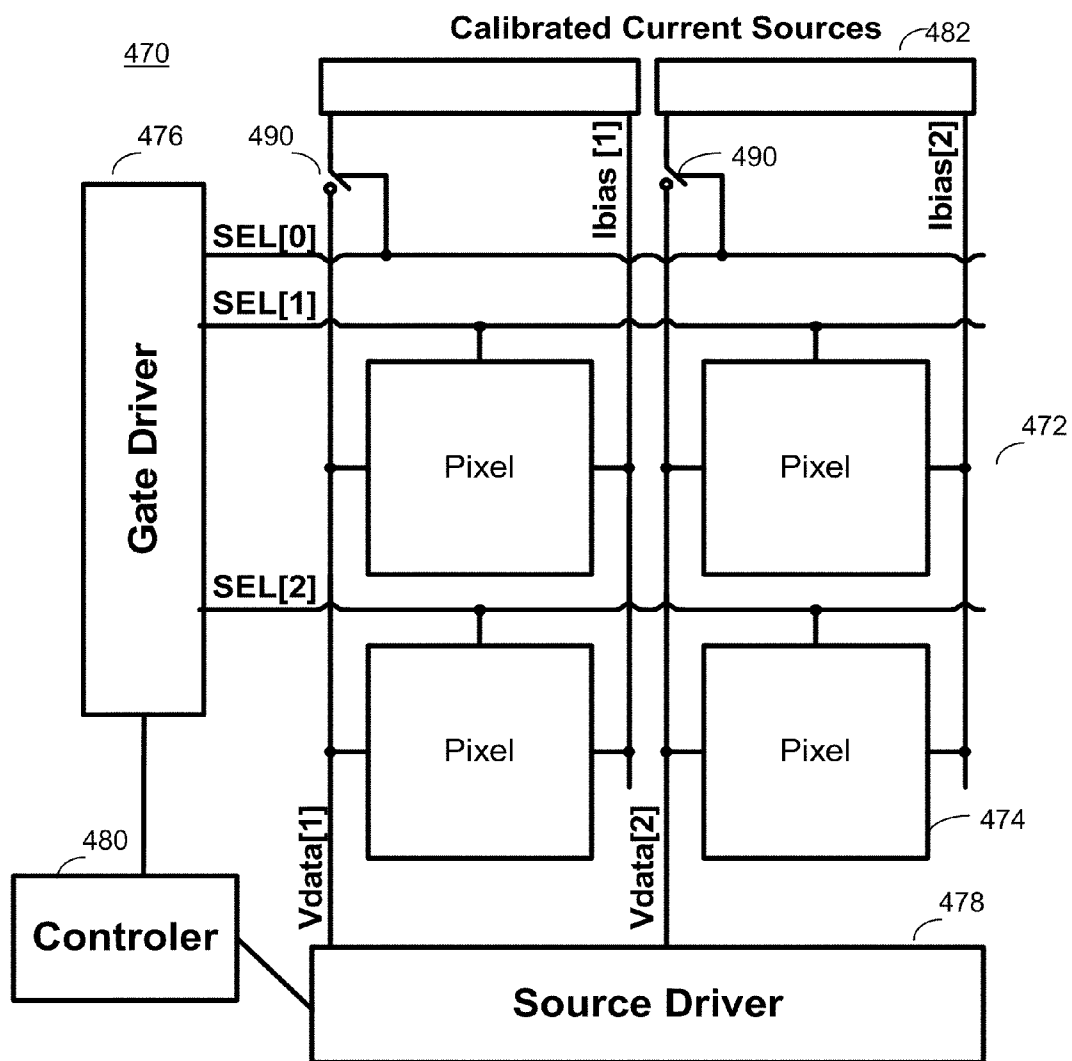 Calibrated Current Sources
482
470
476
490
490
Ibias [1]
Ibias[2]
SEL[0]
SEL[1]
Gate Driver
Pixel
Pixel
472
SEL[2]
Pixel
Pixel
474
Vdata[1]
Vdata[2]
480
Controler
478
Source Driver